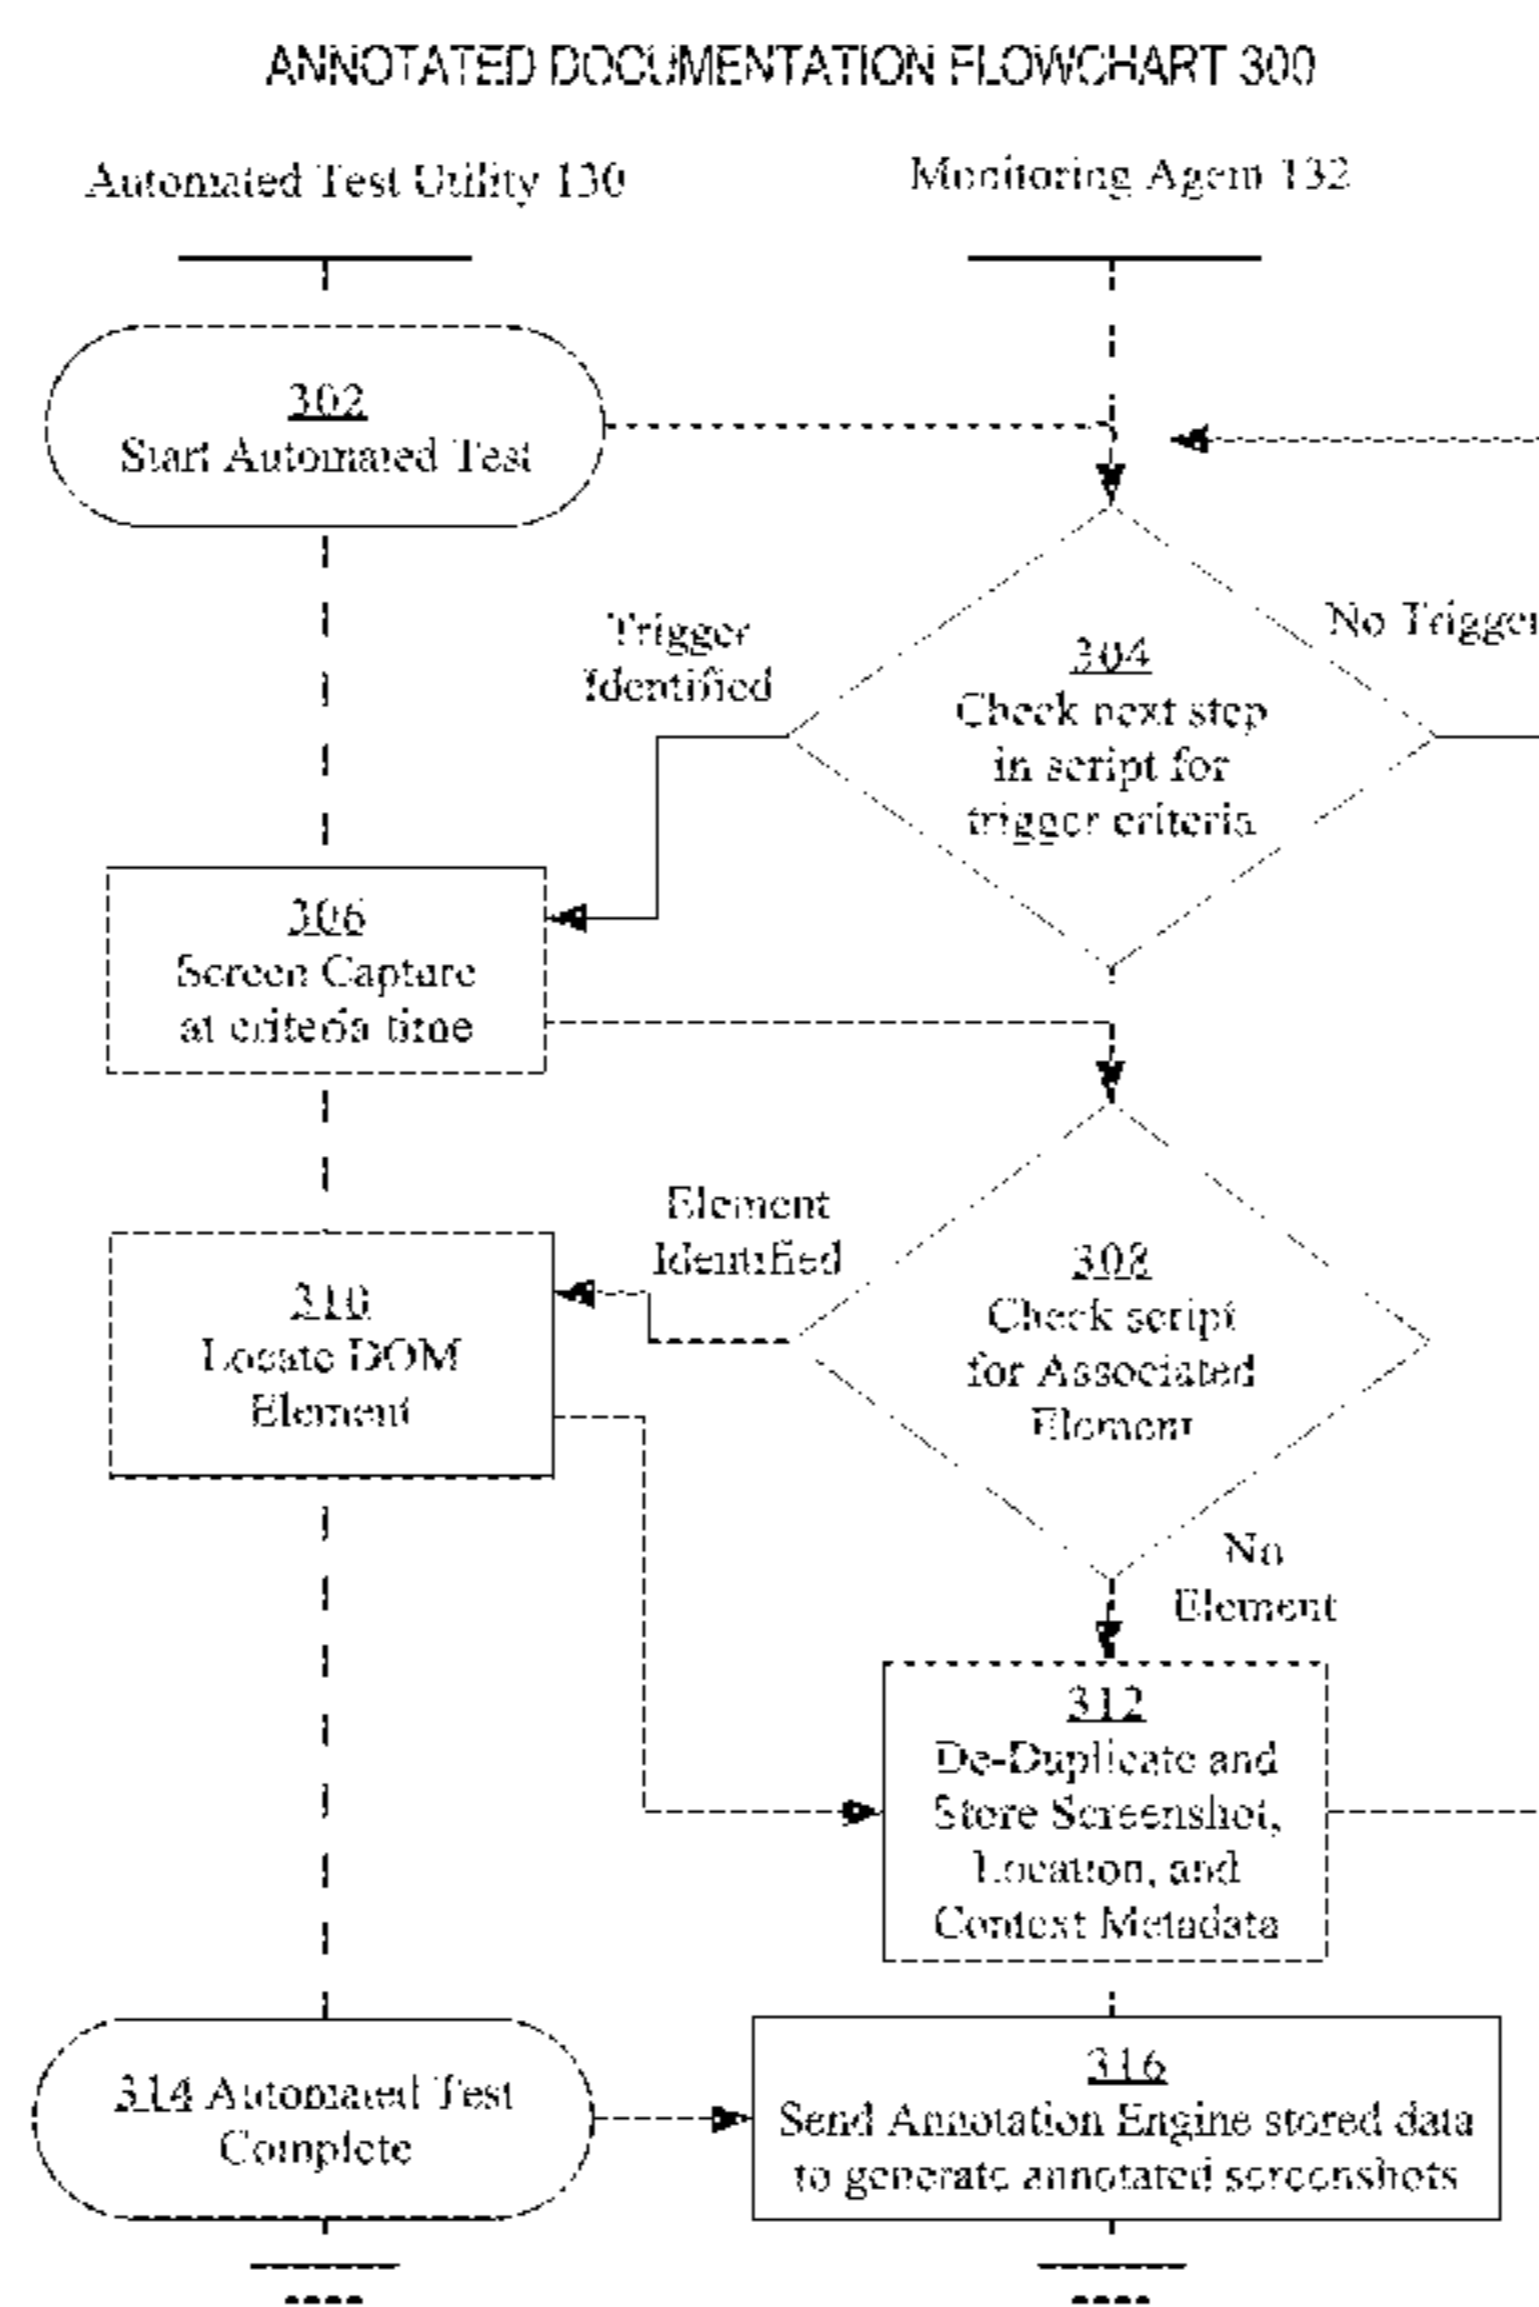 ANNOTATED DOCUMENTATION FLOWCHART 300
Automated Test Utility 130
Monitoring Agent 132
302
Start Automated Test
Trigger
Identified
304
Check next step
in script for
trigger criteria
No Trigger
306
Screen Capture
at criteria time
Element
Identified
308
Check script
for Associated
Element
310
Locate DOM
Element
No
Element
312
De-Duplicate and
Store Screenshot,
Location, and
Context Metadata
314 Automated Test
Complete
316
Send Annotation Engine stored data
to generate annotated screenshots